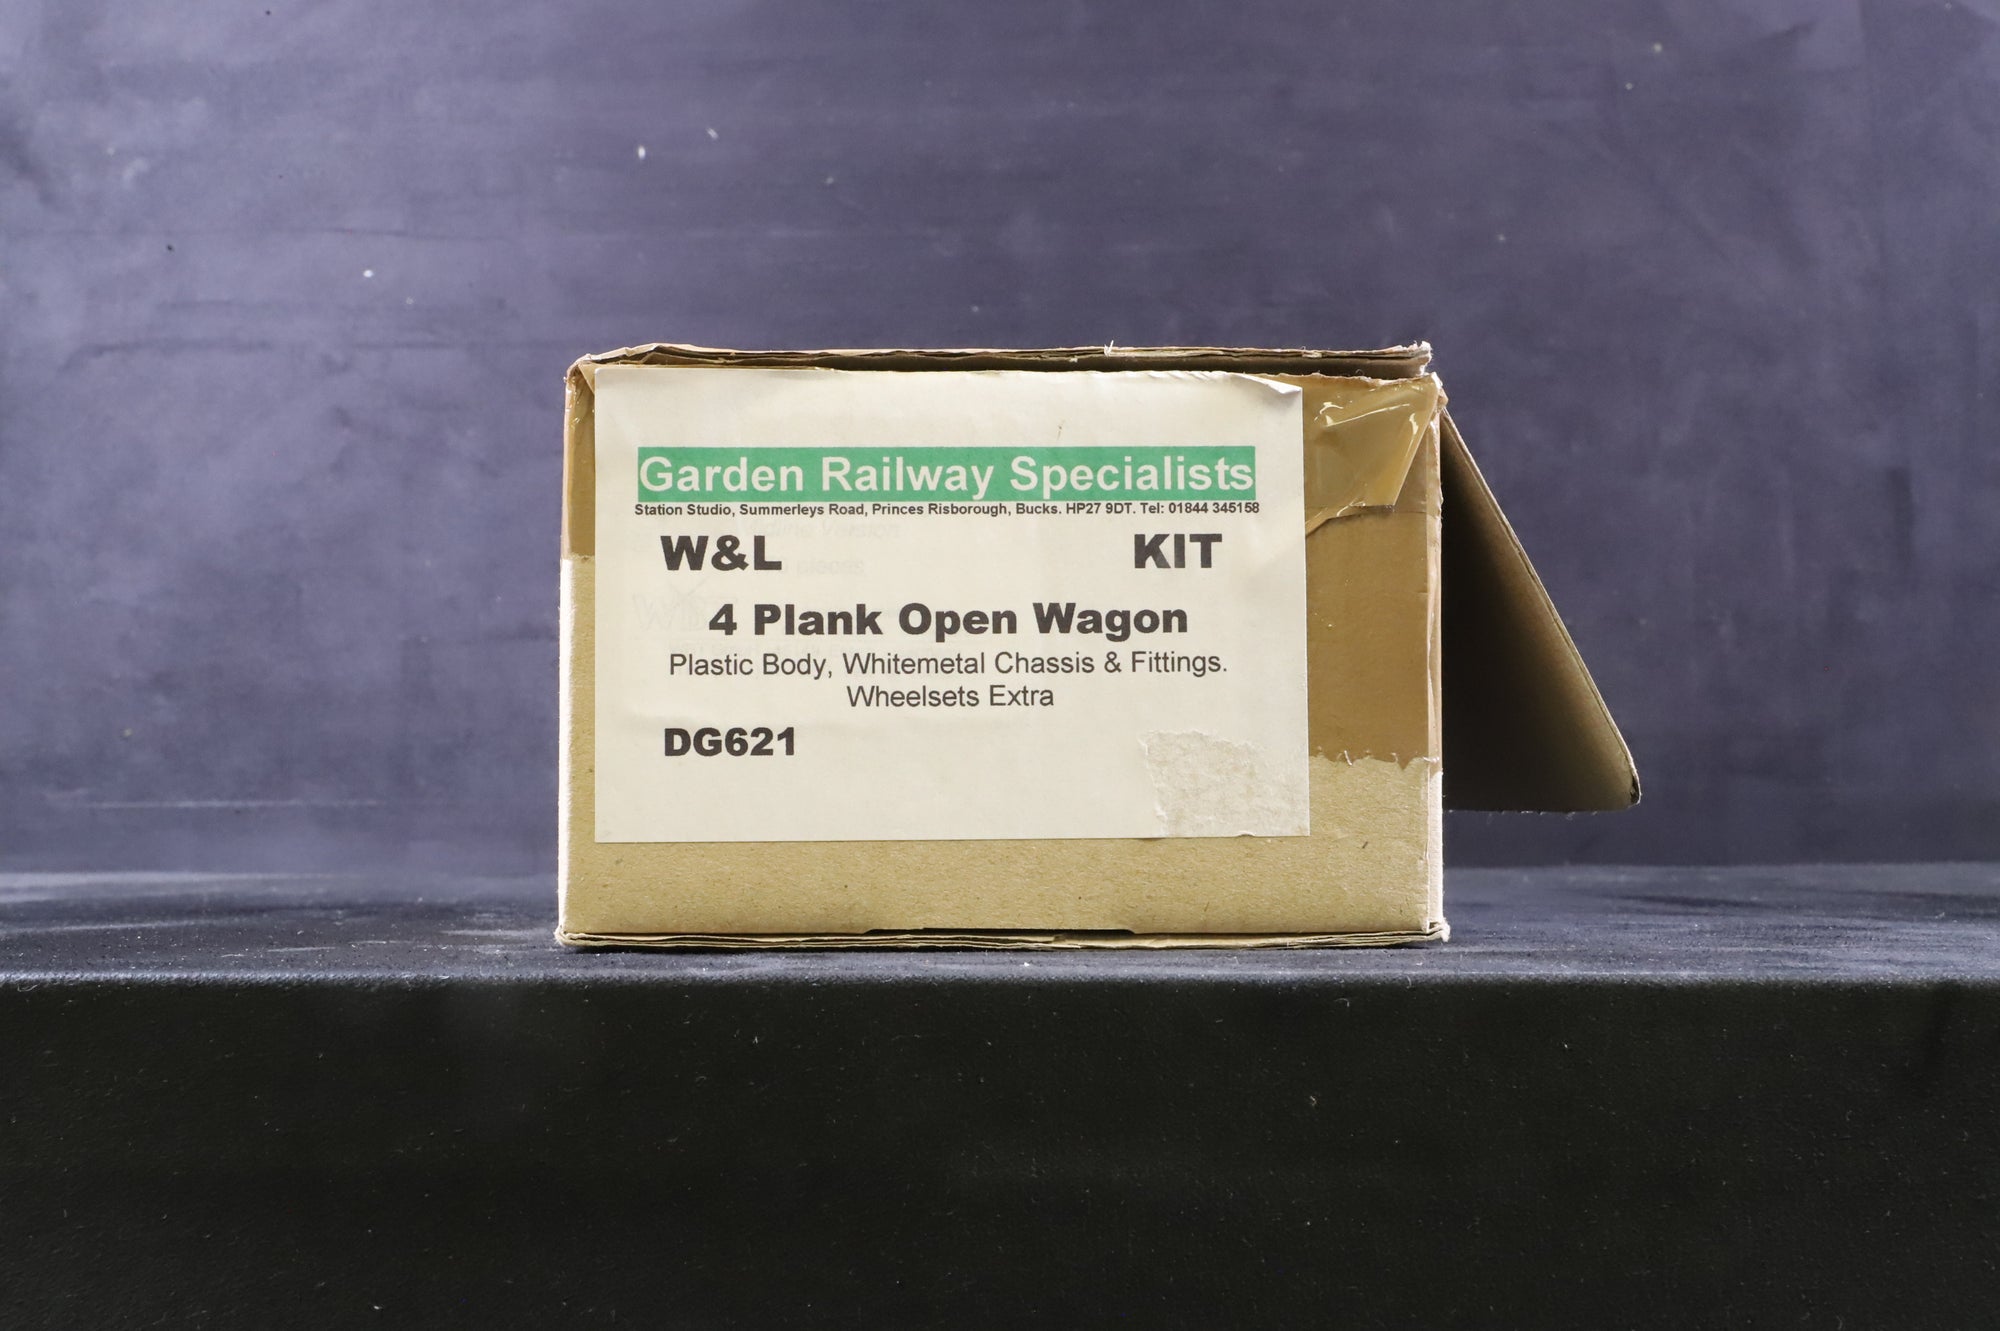 Garden Railway Specialists
Station Studio, Summerleys Road, Princes Risborough, Bucks. HP27 9DT. Tel: 01844 345158
W&L KIT
4 Plank Open Wagon
Plastic Body, Whitemetal Chassis & Fittings.
Wheelsets Extra
DG621